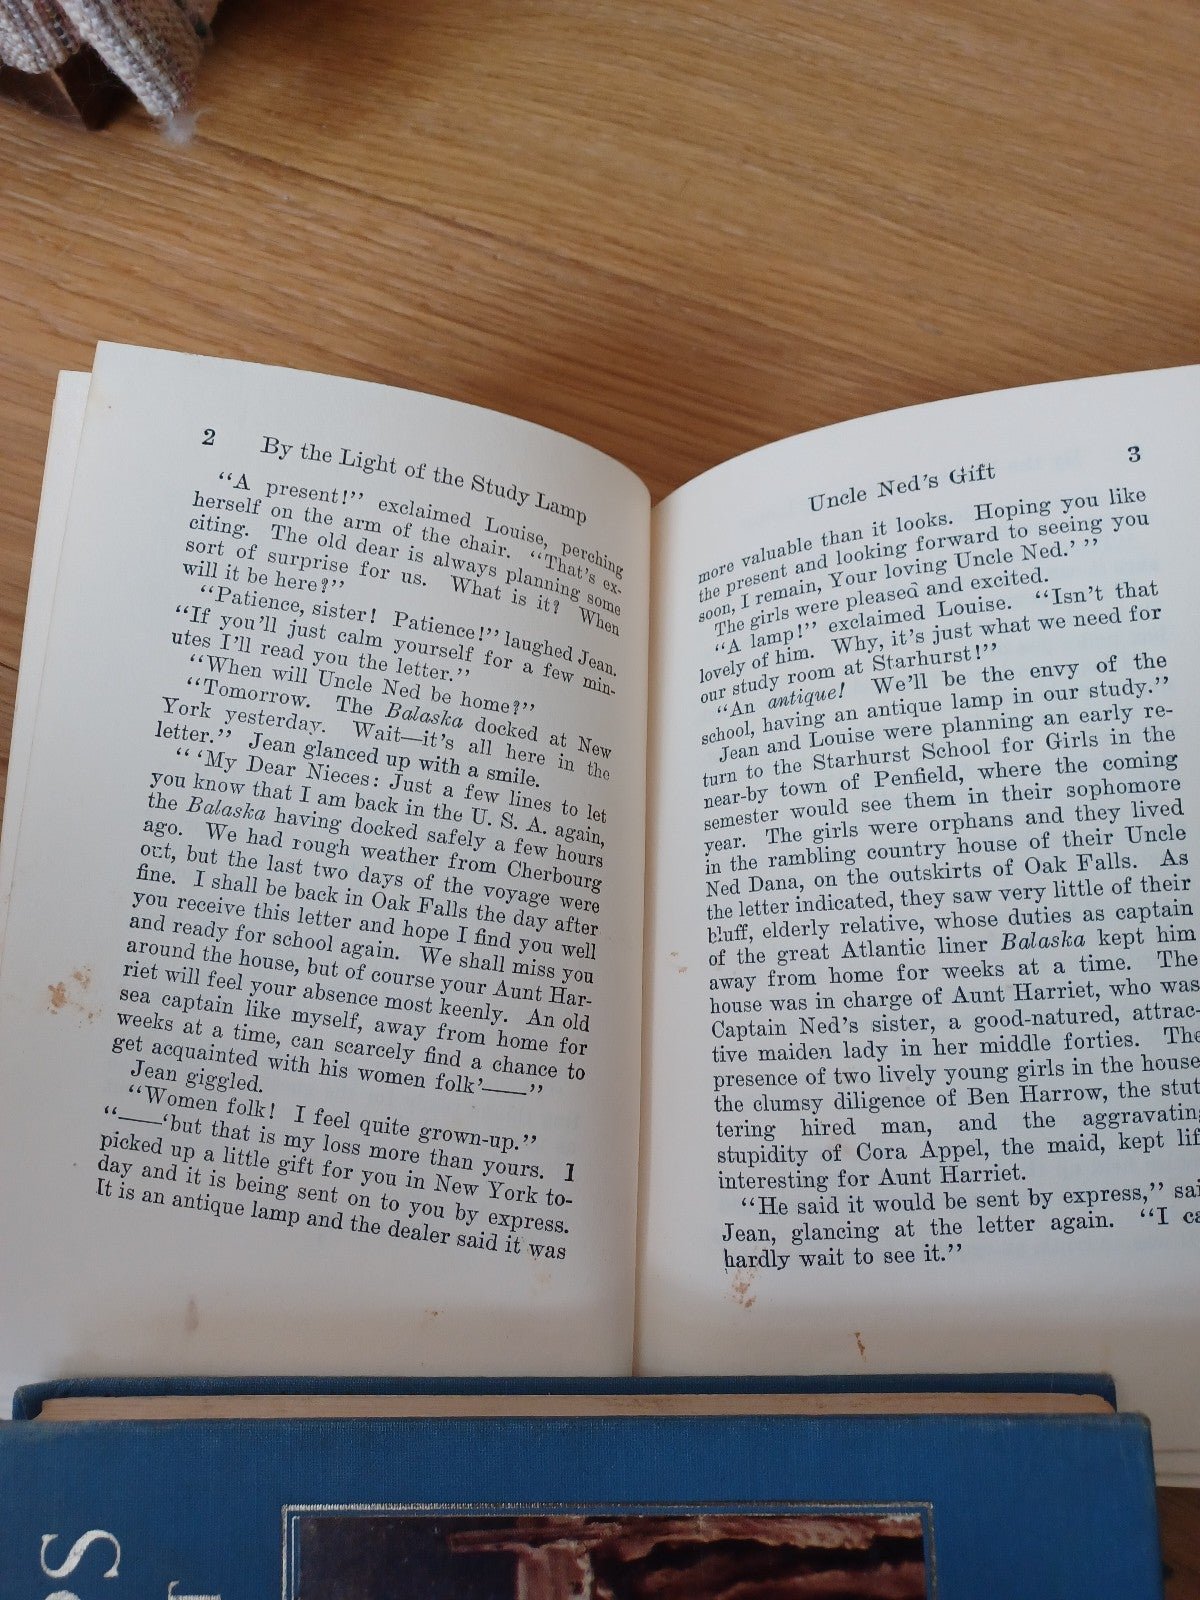 2 By the Light of the Study Lamp
“A present!” exclaimed Louise, perching
herself on the arm of the chair. “That's ex-
citing. The old dear is always planning some
sort of surprise for us. What is it? When
will it be here?”
“Patience, sister! Patience!” laughed Jean.
“If you'll just calm yourself for a few min-
utes I'll read you the letter.”
“When will Uncle Ned be home?”
“Tomorrow. The Balaska docked at New
York yesterday. Wait—it's all here in the
letter.” Jean glanced up with a smile.
“ ‘My Dear Nieces: Just a few lines to let
you know that I am back in the U. S. A. again,
the Balaska having docked safely a few hours
ago. We had rough weather from Cherbourg
out, but the last two days of the voyage were
fine. I shall be back in Oak Falls the day after
you receive this letter and hope I find you well
and ready for school again. We shall miss you
around the house, but of course your Aunt Har-
riet will feel your absence most keenly. An old
sea captain like myself, away from home for
weeks at a time, can scarcely find a chance to
get acquainted with his women folk’——”
Jean giggled.
“Women folk! I feel quite grown-up.”
“——‘but that is my loss more than yours. I
picked up a little gift for you in New York to-
day and it is being sent on to you by express.
It is an antique lamp and the dealer said it was
Uncle Ned's Gift 3
more valuable than it looks. Hoping you like
the present and looking forward to seeing you
soon, I remain, Your loving Uncle Ned.’ ”
The girls were pleased and excited.
“A lamp!” exclaimed Louise. “Isn't that
lovely of him. Why, it's just what we need for
our study room at Starhurst!”
“An antique! We'll be the envy of the
school, having an antique lamp in our study.”
Jean and Louise were planning an early re-
turn to the Starhurst School for Girls in the
near-by town of Penfield, where the coming
semester would see them in their sophomore
year. The girls were orphans and they lived
in the rambling country house of their Uncle
Ned Dana, on the outskirts of Oak Falls. As
the letter indicated, they saw very little of their
bluff, elderly relative, whose duties as captain
of the great Atlantic liner Balaska kept him
away from home for weeks at a time. The
house was in charge of Aunt Harriet, who was
Captain Ned's sister, a good-natured, attrac-
tive maiden lady in her middle forties. The
presence of two lively young girls in the house
the clumsy diligence of Ben Harrow, the stut
tering hired man, and the aggravating
stupidity of Cora Appel, the maid, kept lif
interesting for Aunt Harriet.
“He said it would be sent by express,” sai
Jean, glancing at the letter again. “I ca
hardly wait to see it.”